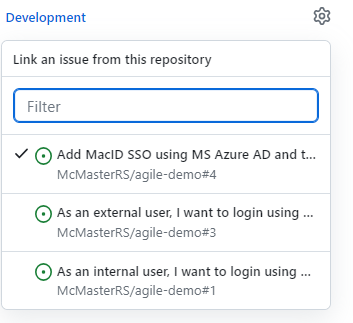 Development
Link an issue from this repository
Filter
Add MacID SSO using MS Azure AD and t...
McMasterRS/agile-demo#4
As an external user, I want to login using ...
McMasterRS/agile-demo#3
As an internal user, I want to login using ...
McMasterRS/agile-demo#1